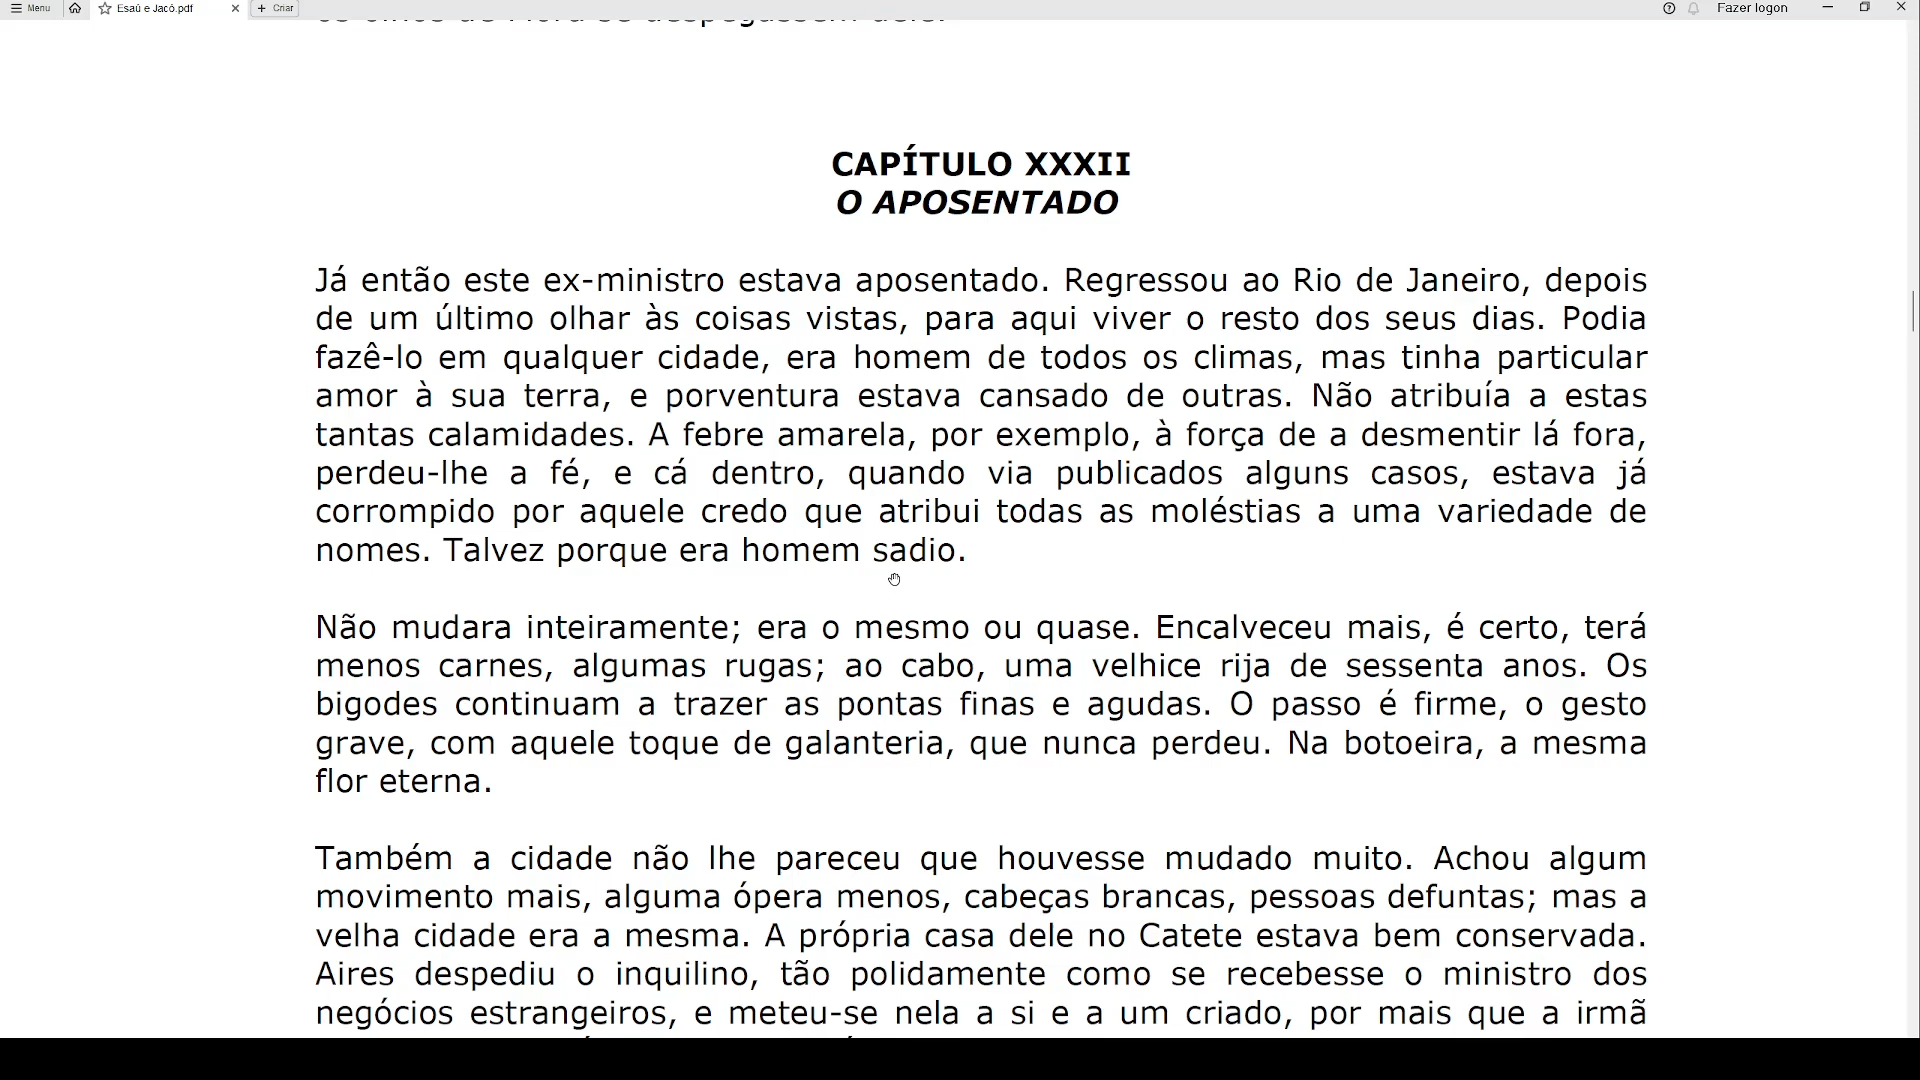 Menu
Esaú e Jacó.pdf
+ Criar
Fazer logon
CAPÍTULO XXXII
O APOSENTADO
Já então este ex-ministro estava aposentado. Regressou ao Rio de Janeiro, depois
de um último olhar às coisas vistas, para aqui viver o resto dos seus dias. Podia
fazê-lo em qualquer cidade, era homem de todos os climas, mas tinha particular
amor à sua terra, e porventura estava cansado de outras. Não atribuía a estas
tantas calamidades. A febre amarela, por exemplo, à força de a desmentir lá fora,
perdeu-lhe a fé, e cá dentro, quando via publicados alguns casos, estava já
corrompido por aquele credo que atribui todas as moléstias a uma variedade de
nomes. Talvez porque era homem sadio.
Não mudara inteiramente; era o mesmo ou quase. Encalveceu mais, é certo, terá
menos carnes, algumas rugas; ao cabo, uma velhice rija de sessenta anos. Os
bigodes continuam a trazer as pontas finas e agudas. O passo é firme, o gesto
grave, com aquele toque de galanteria, que nunca perdeu. Na botoeira, a mesma
flor eterna.
Também a cidade não lhe pareceu que houvesse mudado muito. Achou algum
movimento mais, alguma ópera menos, cabeças brancas, pessoas defuntas; mas a
velha cidade era a mesma. A própria casa dele no Catete estava bem conservada.
Aires despediu o inquilino, tão polidamente como se recebesse o ministro dos
negócios estrangeiros, e meteu-se nela a si e a um criado, por mais que a irmã